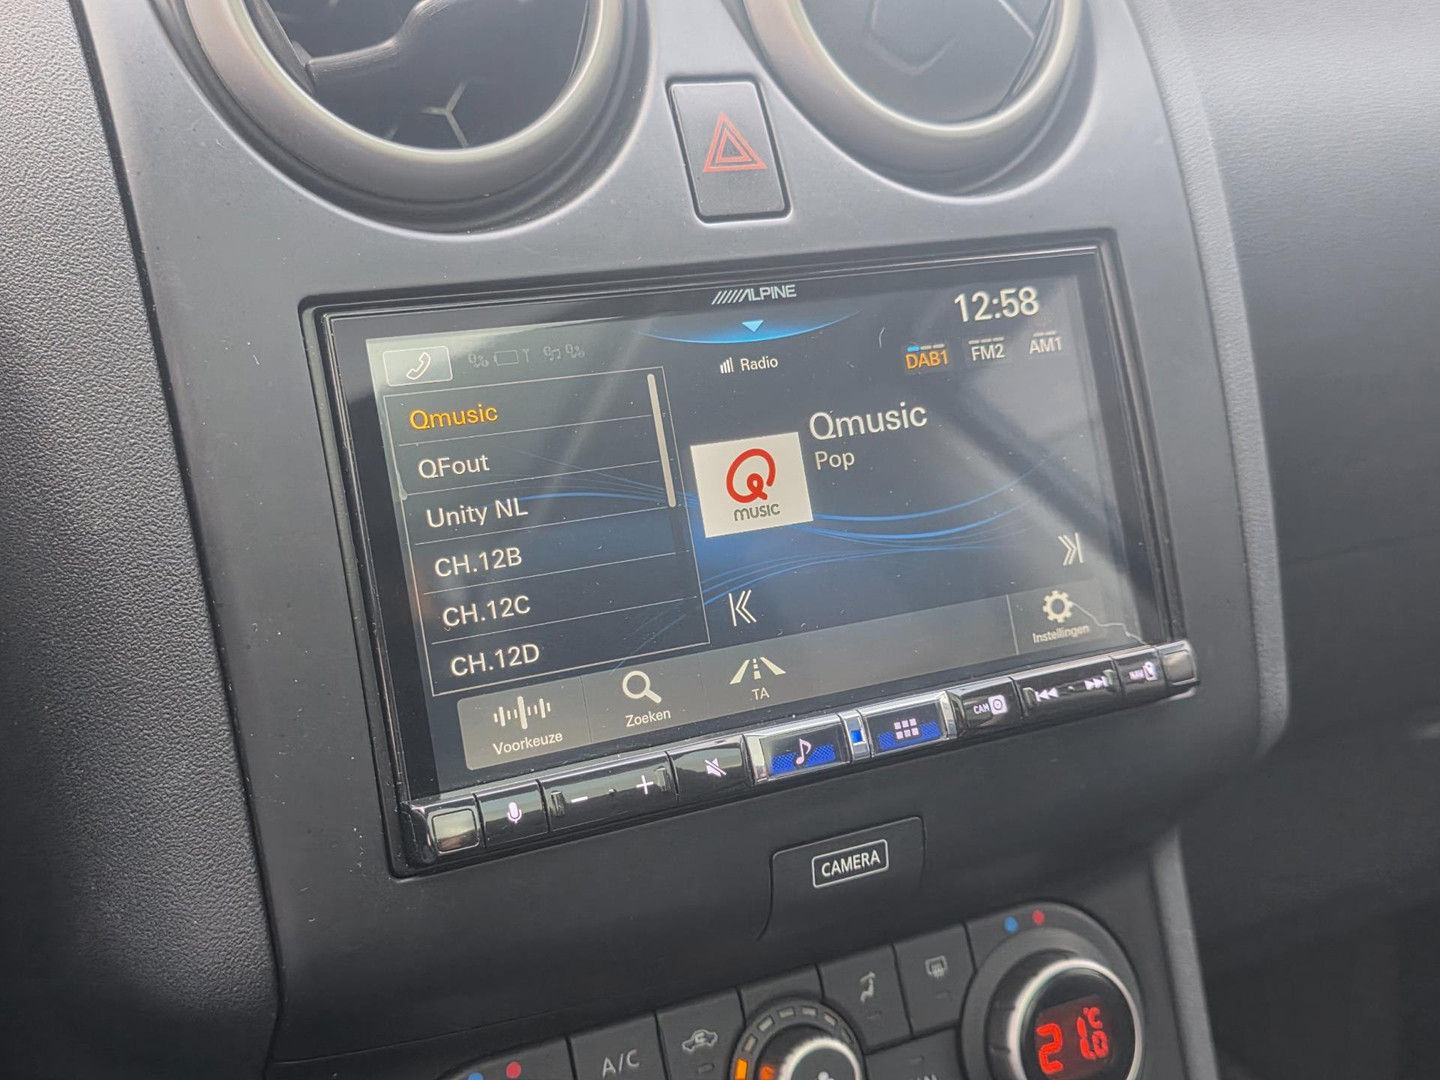 ALPINE
12:58
Radio
DAB1 FM2 AM1
Qmusic
QFout
Unity NL
CH.12B
CH.12C
CH.12D
Qmusic
Pop
Q
music
Voorkeuze
Zoeken
TA
Instellingen
- +
CAM
NAV
CAMERA
A/C
21.0 °C